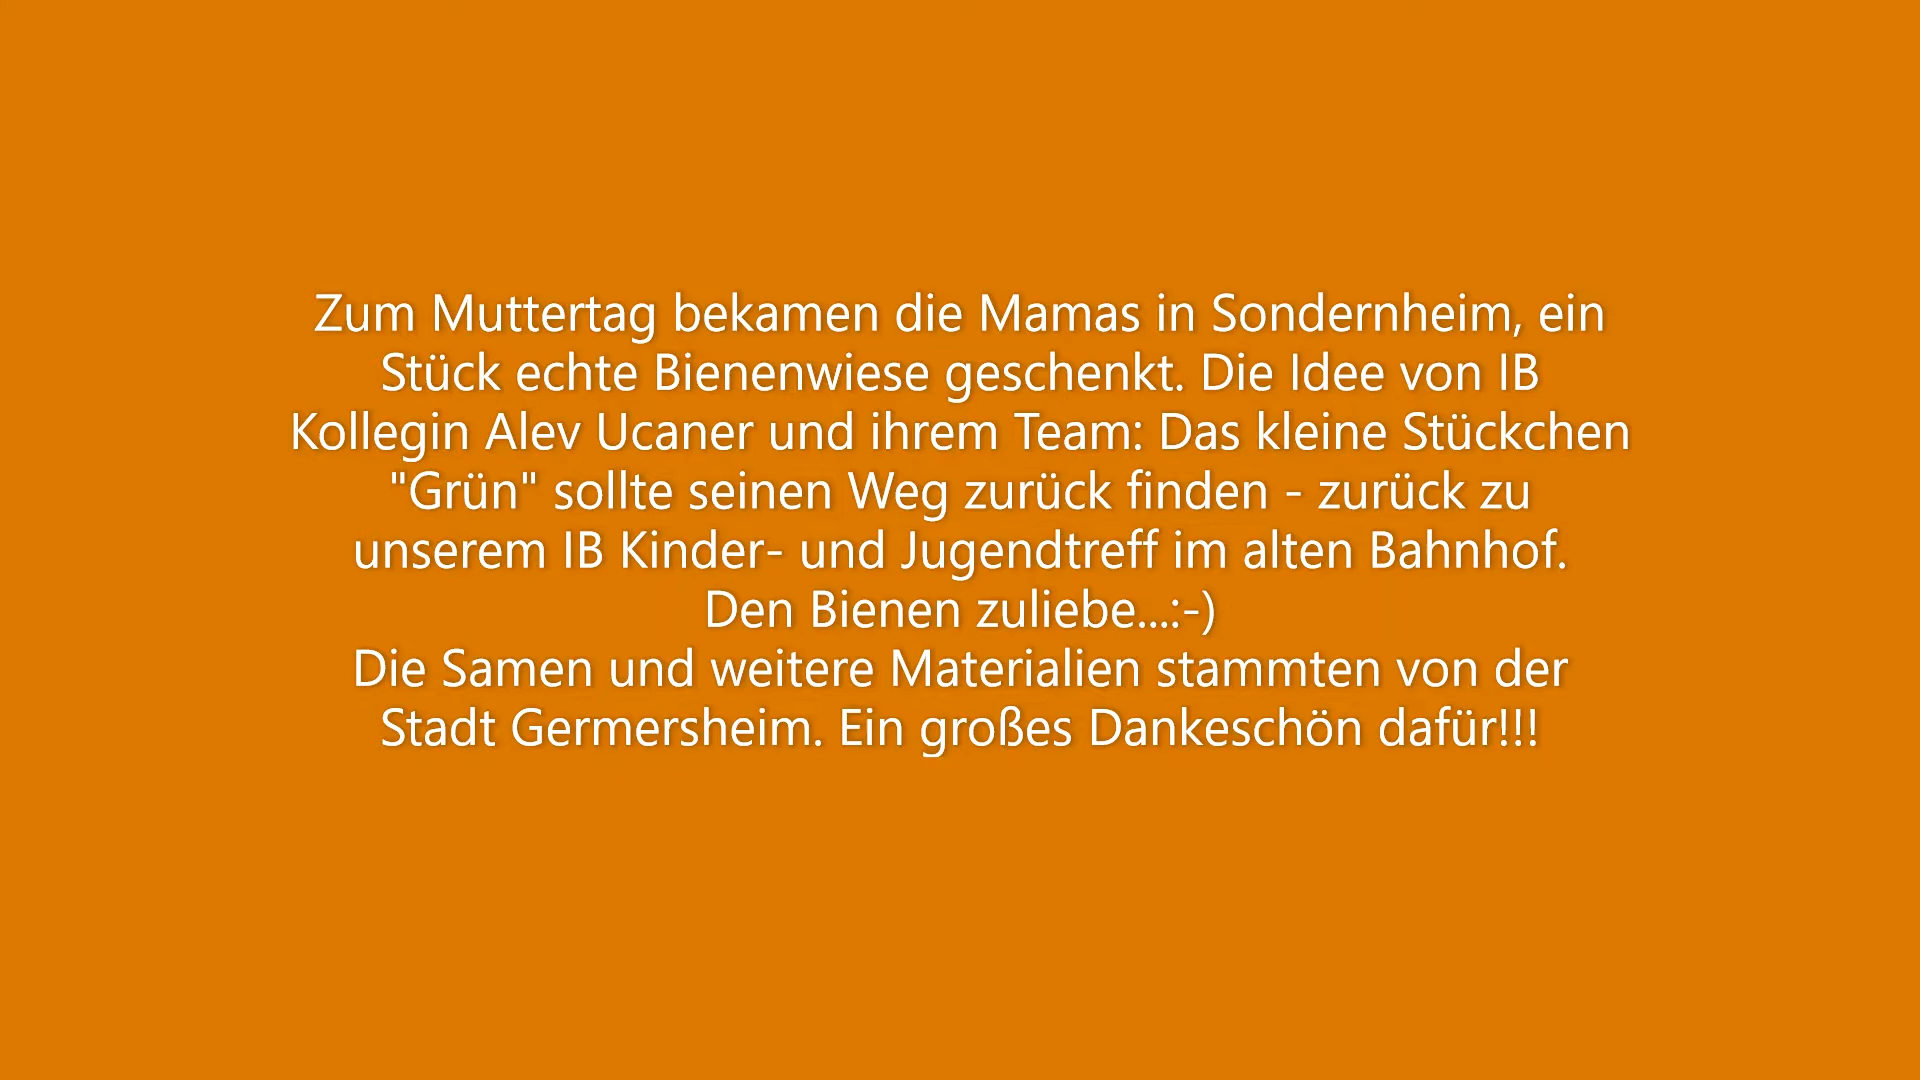 Zum Muttertag bekamen die Mamas in Sondernheim, ein
Stück echte Bienenwiese geschenkt. Die Idee von IB
Kollegin Alev Ucaner und ihrem Team: Das kleine Stückchen
"Grün" sollte seinen Weg zurück finden - zurück zu
unserem IB Kinder- und Jugendtreff im alten Bahnhof.
Den Bienen zuliebe...:-)
Die Samen und weitere Materialien stammten von der
Stadt Germersheim. Ein großes Dankeschön dafür!!!